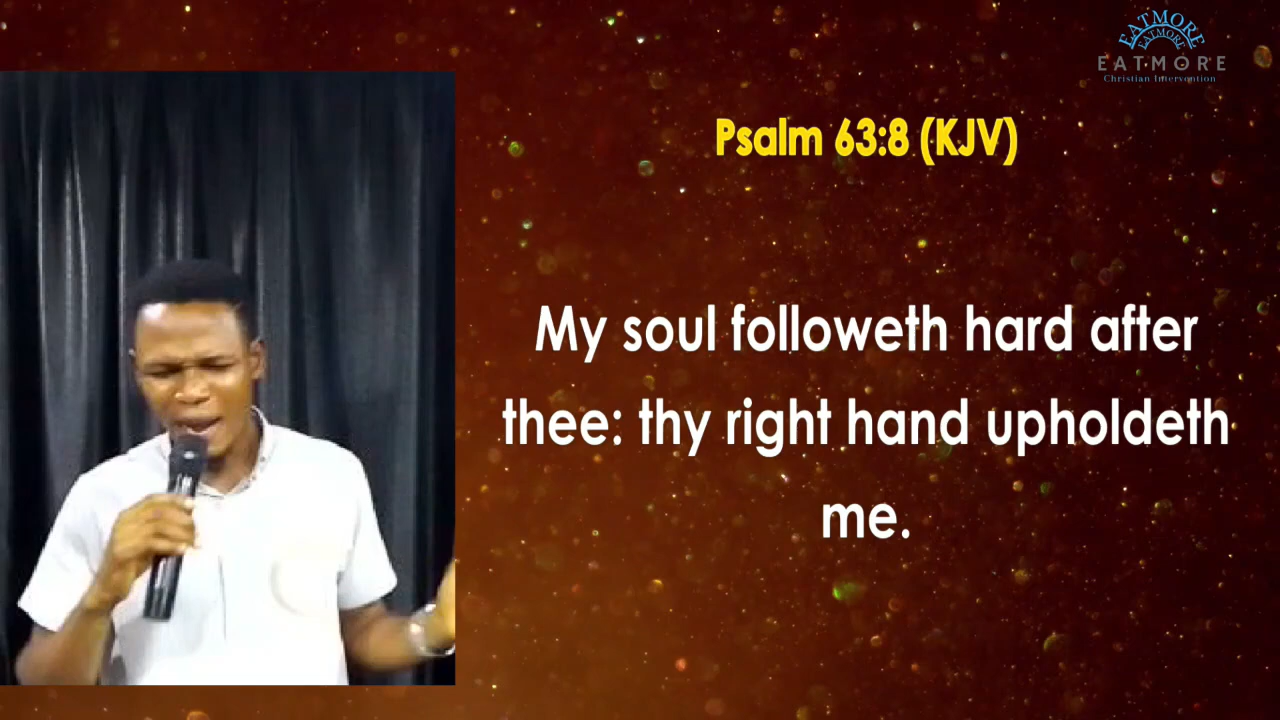 EATMORE
EATMORE
EATMORE
Christian Intervention
Psalm 63:8 (KJV)
My soul followeth hard after
thee: thy right hand upholdeth
me.